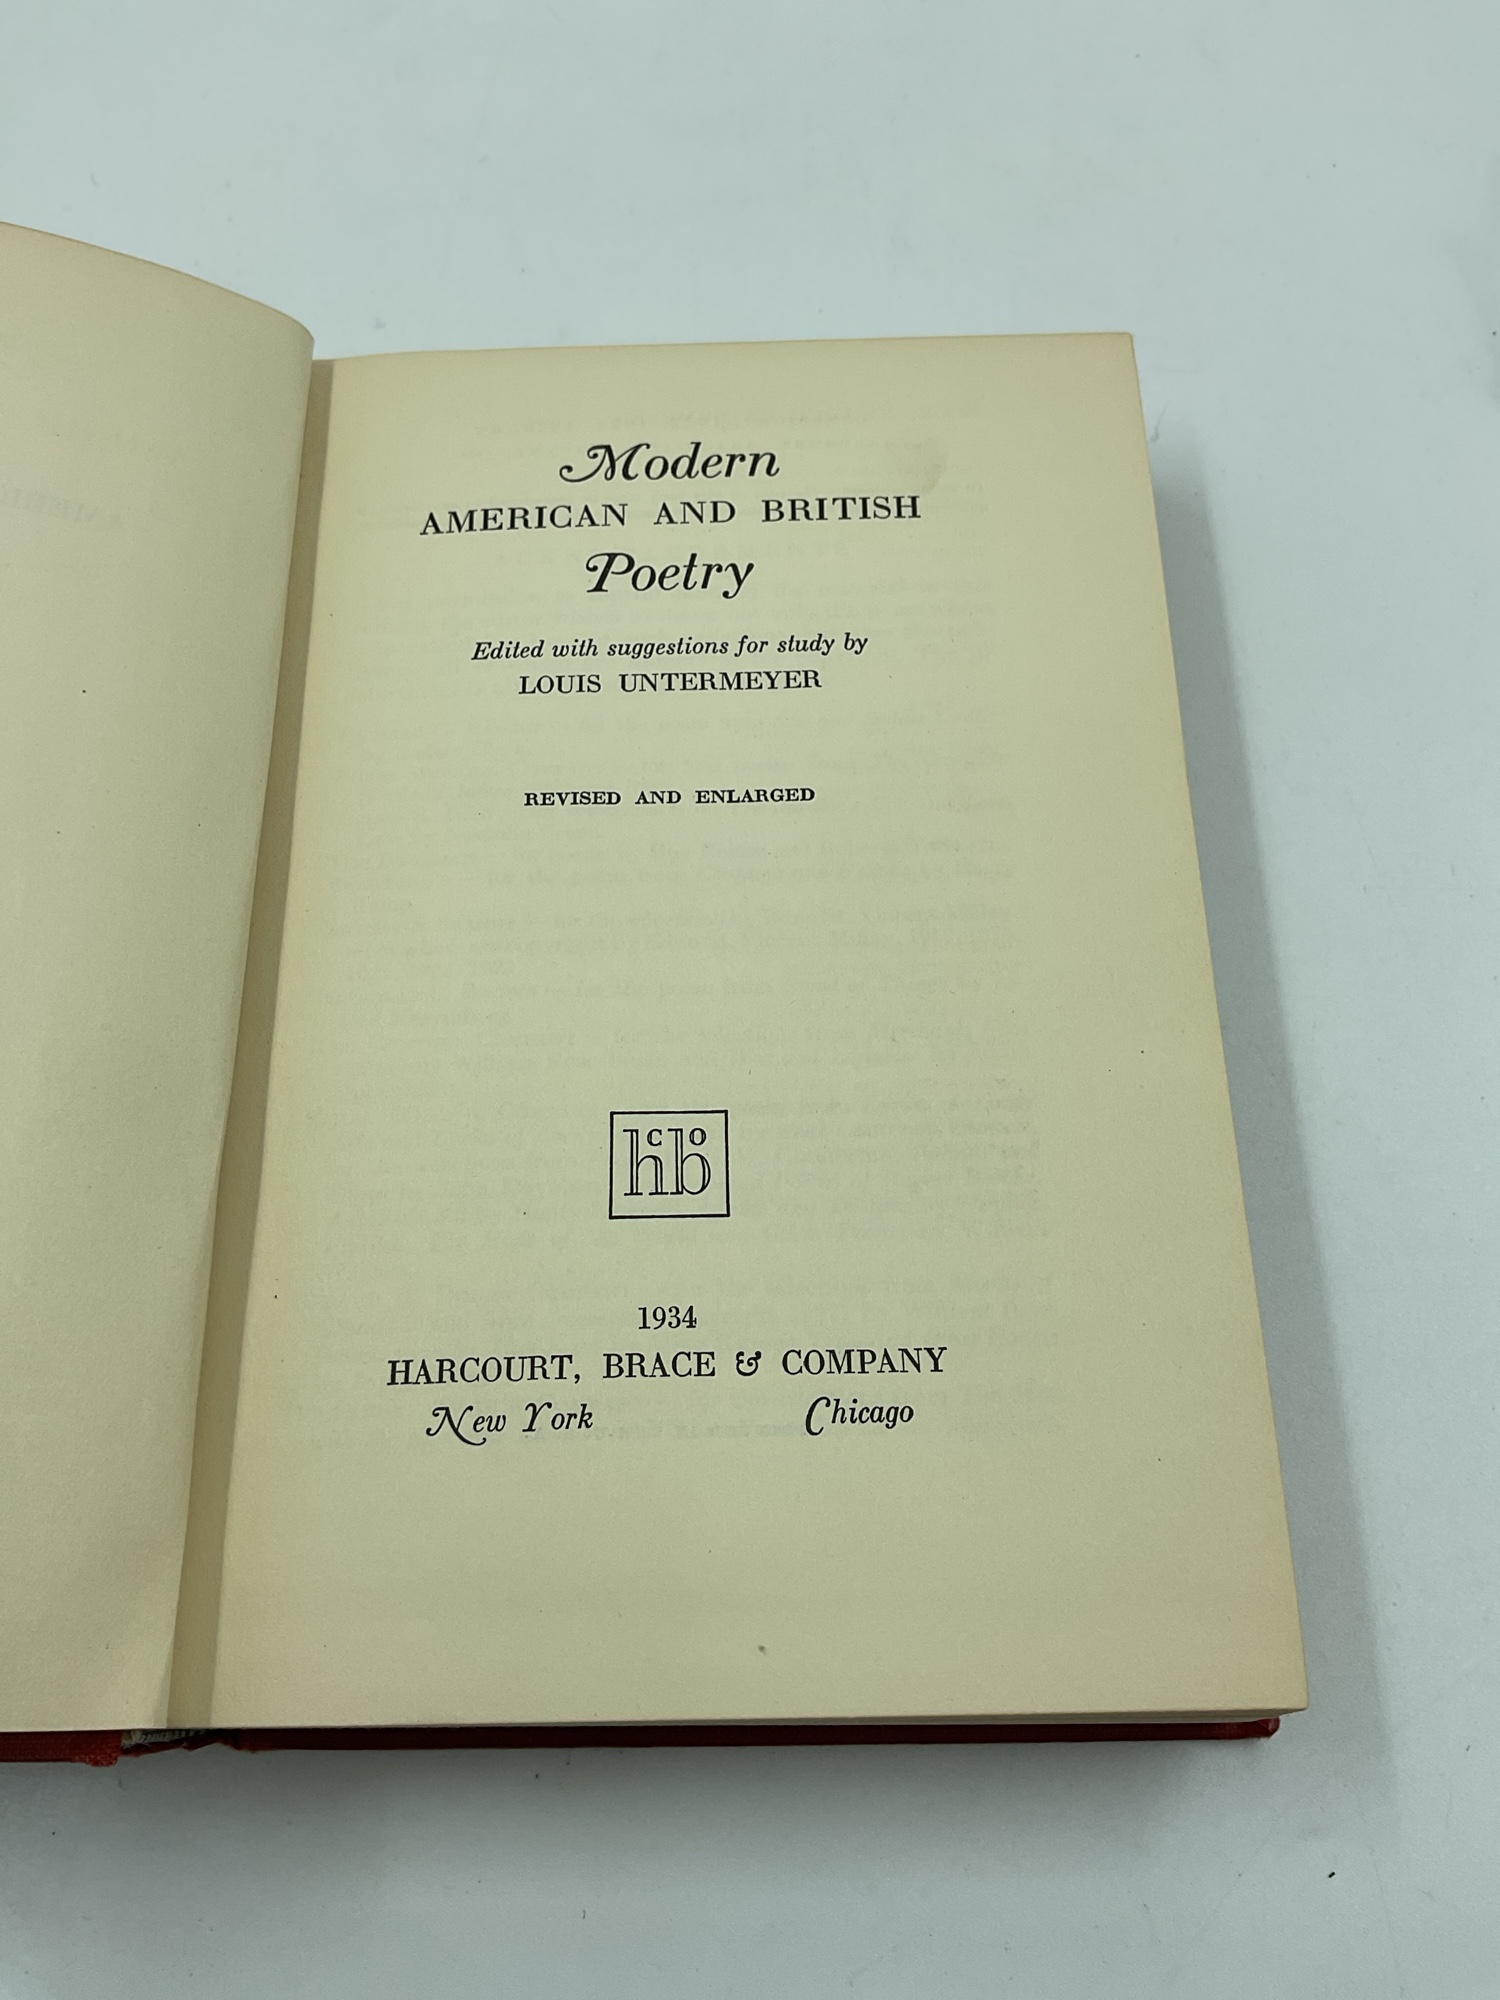 Modern
AMERICAN AND BRITISH
Poetry
Edited with suggestions for study by
LOUIS UNTERMEYER
REVISED AND ENLARGED
hcbo
1934
HARCOURT, BRACE & COMPANY
New York Chicago